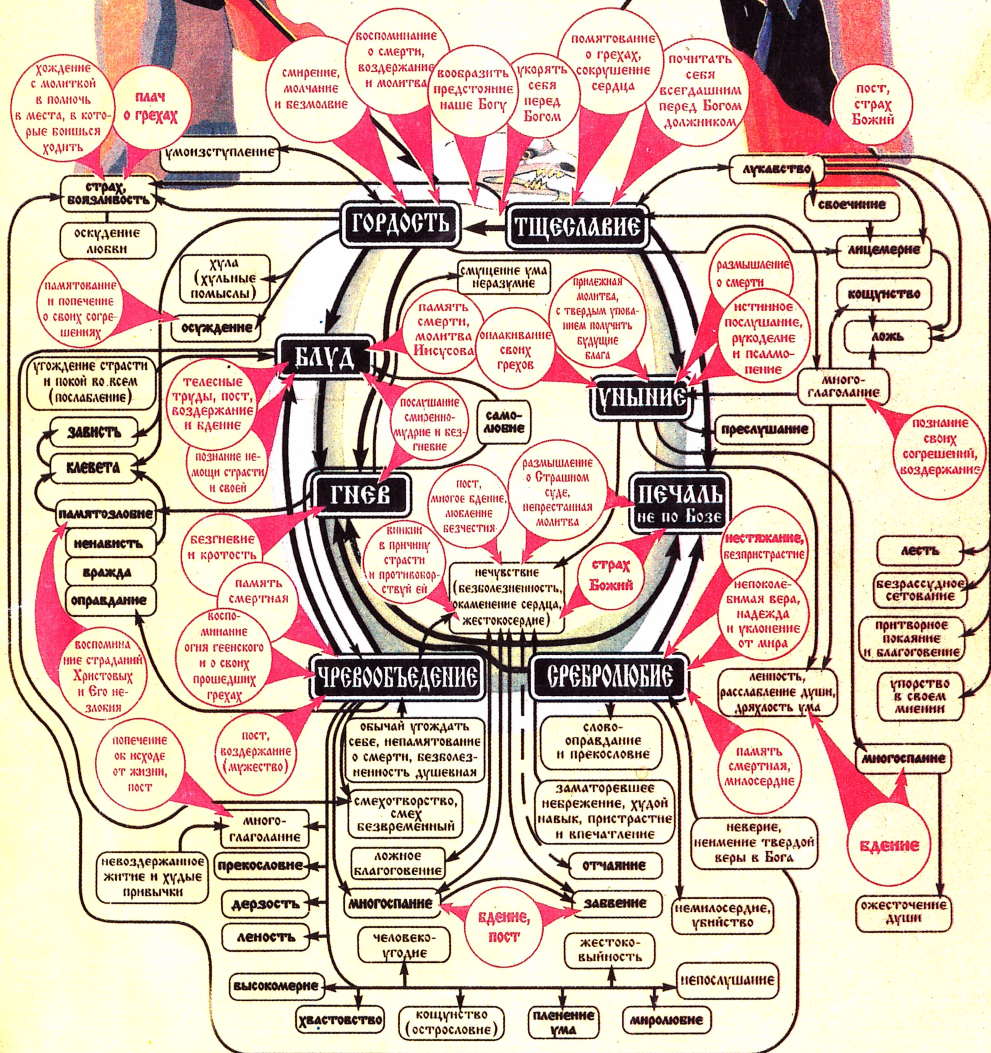 хождение
с молитвой
в полночь
в места, в кото-
рые боишься
ходить
плач
о грехах
смирение,
молчание
и безмолвие
воспоминание
о смерти,
воздержание
и молитва
вообразить
предстояние
наше Богу
укорять
себя
перед
Богом
помятование
о грехах,
сокрушение
сердца
почитать
себя
всегдашним
перед Богом
должником
пост,
страх
Божий
умоизступление
страх,
боязливость
оскудение
любви
ГОРДОСТЬ
ТЩЕСЛАВИЕ
лукавство
своечиние
лицемерие
хула
(хульные
помыслы)
осуждение
памятование
и попечение
о своих согре-
шениях
смущение ума
неразумие
память
смерти,
молитва
Иисусова
оплакивание
своих
грехов
прилежная
молитва,
с твердым упова-
нием получить
будущие
блага
размышление
о смерти
истинное
послушание,
рукоделие
и псалмо-
пение
кощунство
ложь
много-
глаголание
познание
своих
согрешений,
воздержание
БЛУД
УНЫНИЕ
преслушание
угождение страсти
и покой во всем
(послабление)
телесные
труды, пост,
воздержание
и бдение
познание не-
мощи страсти
и своей
послушание
смиренно-
мудрие и без-
гневие
само-
любие
зависть
клевета
памятозловие
ненависть
вражда
оправдание
ГНЕВ
ПЕЧАЛЬ
не по Бозе
пост,
многое бдение,
любление
безчестия
размышление
о Страшном
суде,
непрестанная
молитва
вникни
в причину
страсти
и противобор-
ствуй ей
нечувствие
(безболезненность,
окаменение сердца,
жестокосердие)
страх
Божий
нестяжание,
безпристрастие
непоколе-
бимая вера,
надежда
и уклонение
от мира
безгневие
и кротость
память
смертная
воспо-
минание
огня геенского
и о своих
прошедших
грехах
воспомина
ние страданий
Христовых
и Его не-
злобия
лесть
безрассудное
сетование
притворное
покаяние
и благоговение
упорство
в своем
мнении
ЧРЕВООБЪЕДЕНИЕ
СРЕБРОЛЮБИЕ
леность,
расслабление души,
дряхлость ума
попечение
об исходе
от жизни,
пост
пост,
воздержание
(мужество)
обычай угождать
себе, непамятование
о смерти, безболез-
ненность душевная
слово-
оправдание
и прекословие
память
смертная,
милосердие
многоспание
бдение
смехотворство,
смех
безвременный
заматоревшее
небрежение, худой
навык, пристрастие
и впечатление
неверие,
неимение твердой
веры в Бога
много-
глаголание
невоздержанное
житие и худые
привычки
прекословие
ложное
благоговение
отчаяние
дерзость
многоспание
бдение,
пост
забвение
немилосердие,
убийство
ожесточение
души
леность
человеко-
угодие
жестоко-
выйность
высокомерие
непослушание
хвастовство
кощунство
(острословие)
пленение
ума
миролюбие